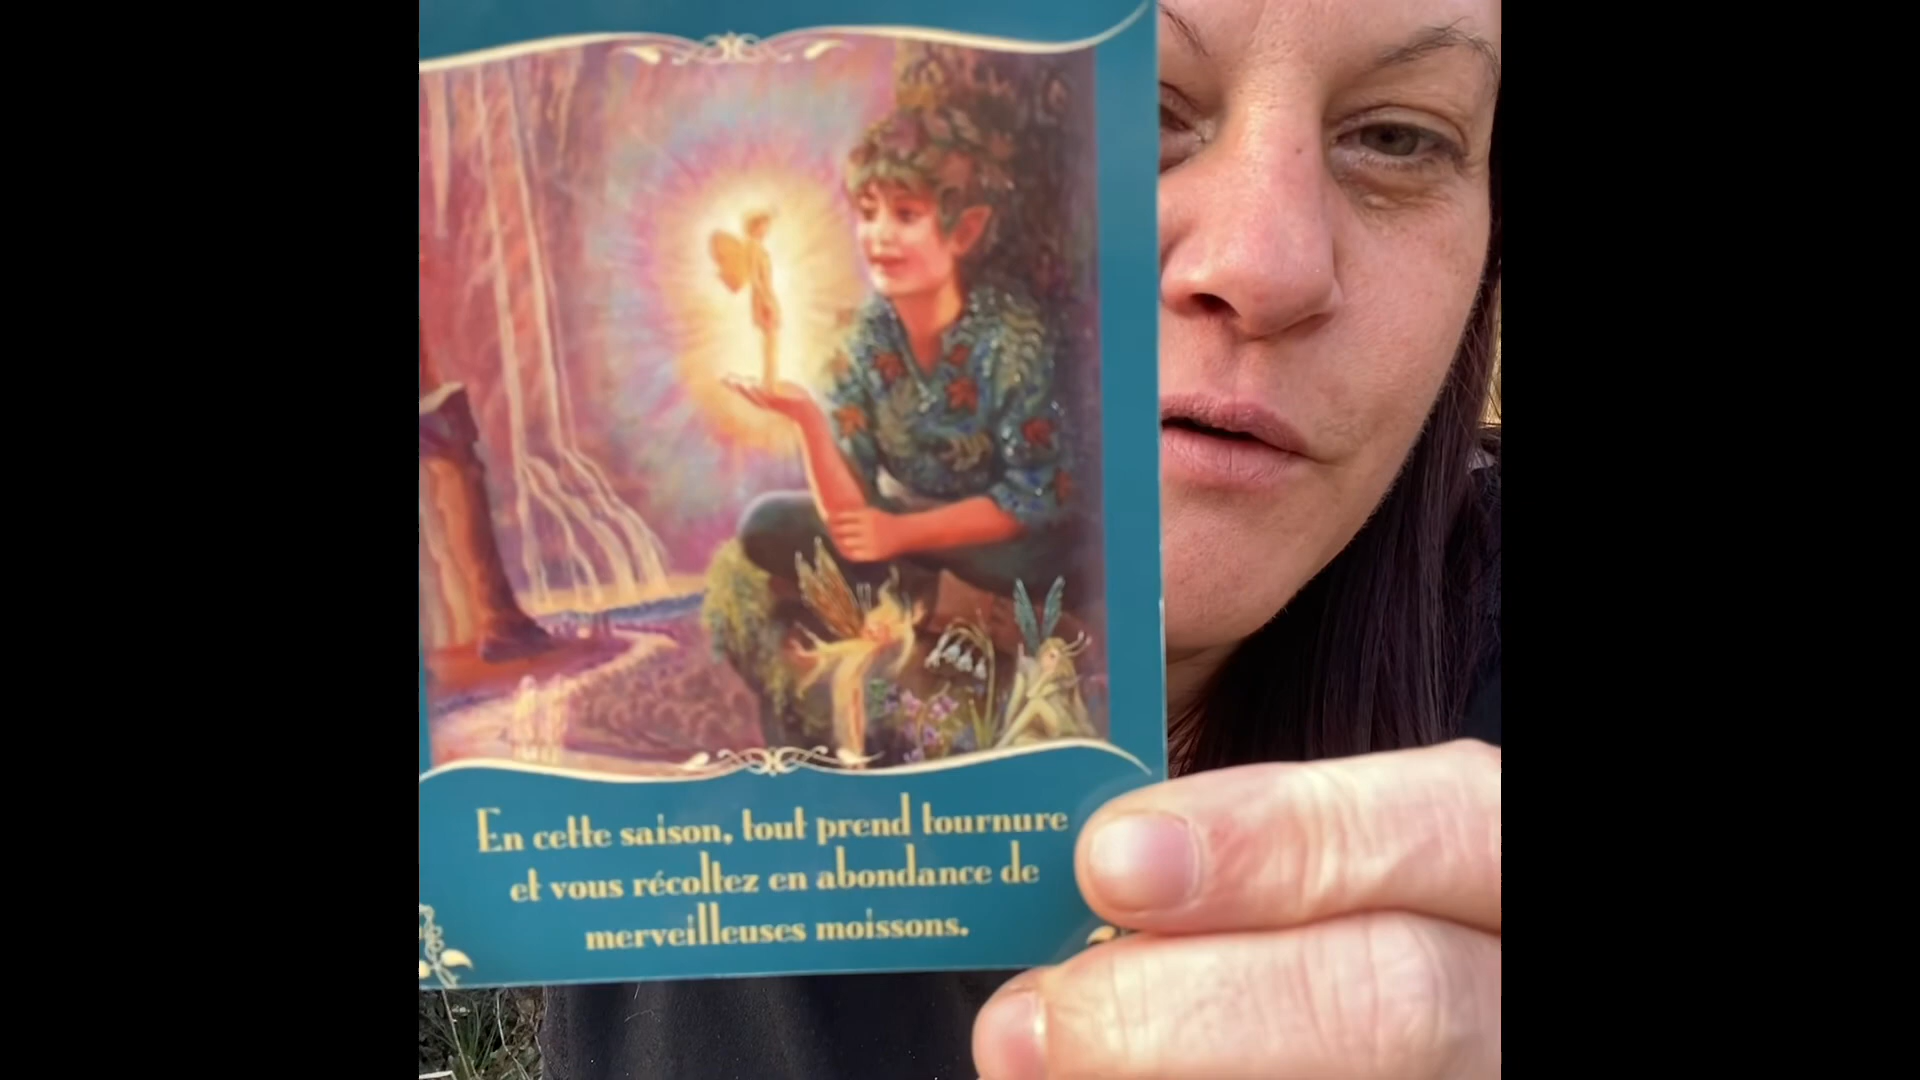 En cette saison, tout prend tournure
et vous récoltez en abondance de
merveilleuses moissons.